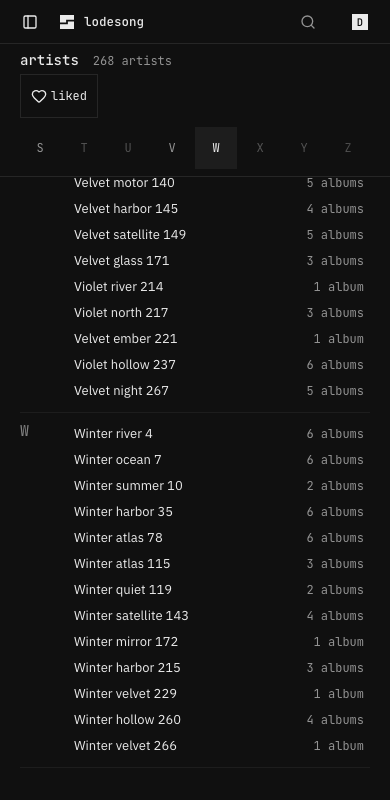 lodesong D
artists 268 artists
liked
S T U V W X Y Z
Velvet motor 140 5 albums
Velvet harbor 145 4 albums
Velvet satellite 149 5 albums
Velvet glass 171 3 albums
Violet river 214 1 album
Violet north 217 3 albums
Velvet ember 221 1 album
Violet hollow 237 6 albums
Velvet night 267 5 albums
W Winter river 4 6 albums
Winter ocean 7 6 albums
Winter summer 10 2 albums
Winter harbor 35 6 albums
Winter atlas 78 6 albums
Winter atlas 115 3 albums
Winter quiet 119 2 albums
Winter satellite 143 4 albums
Winter mirror 172 1 album
Winter harbor 215 3 albums
Winter velvet 229 1 album
Winter hollow 260 4 albums
Winter velvet 266 1 album